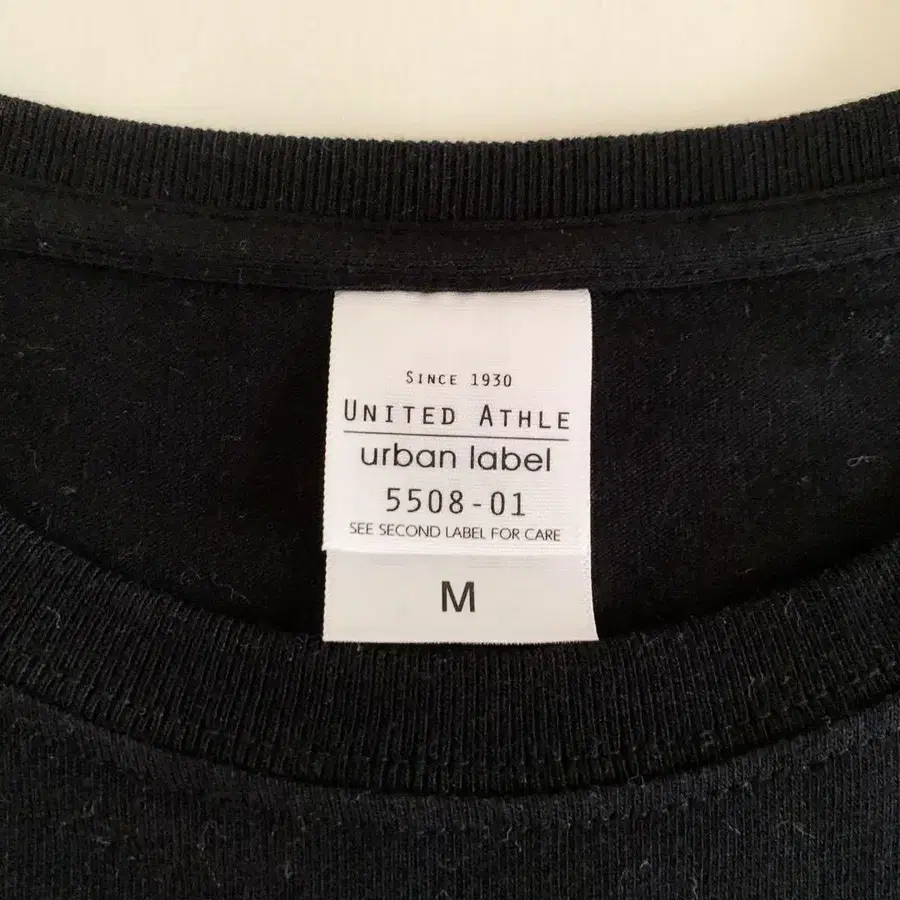 SINCE 1930
UNITED ATHLE
urban label
5508-01
SEE SECOND LABEL FOR CARE
M